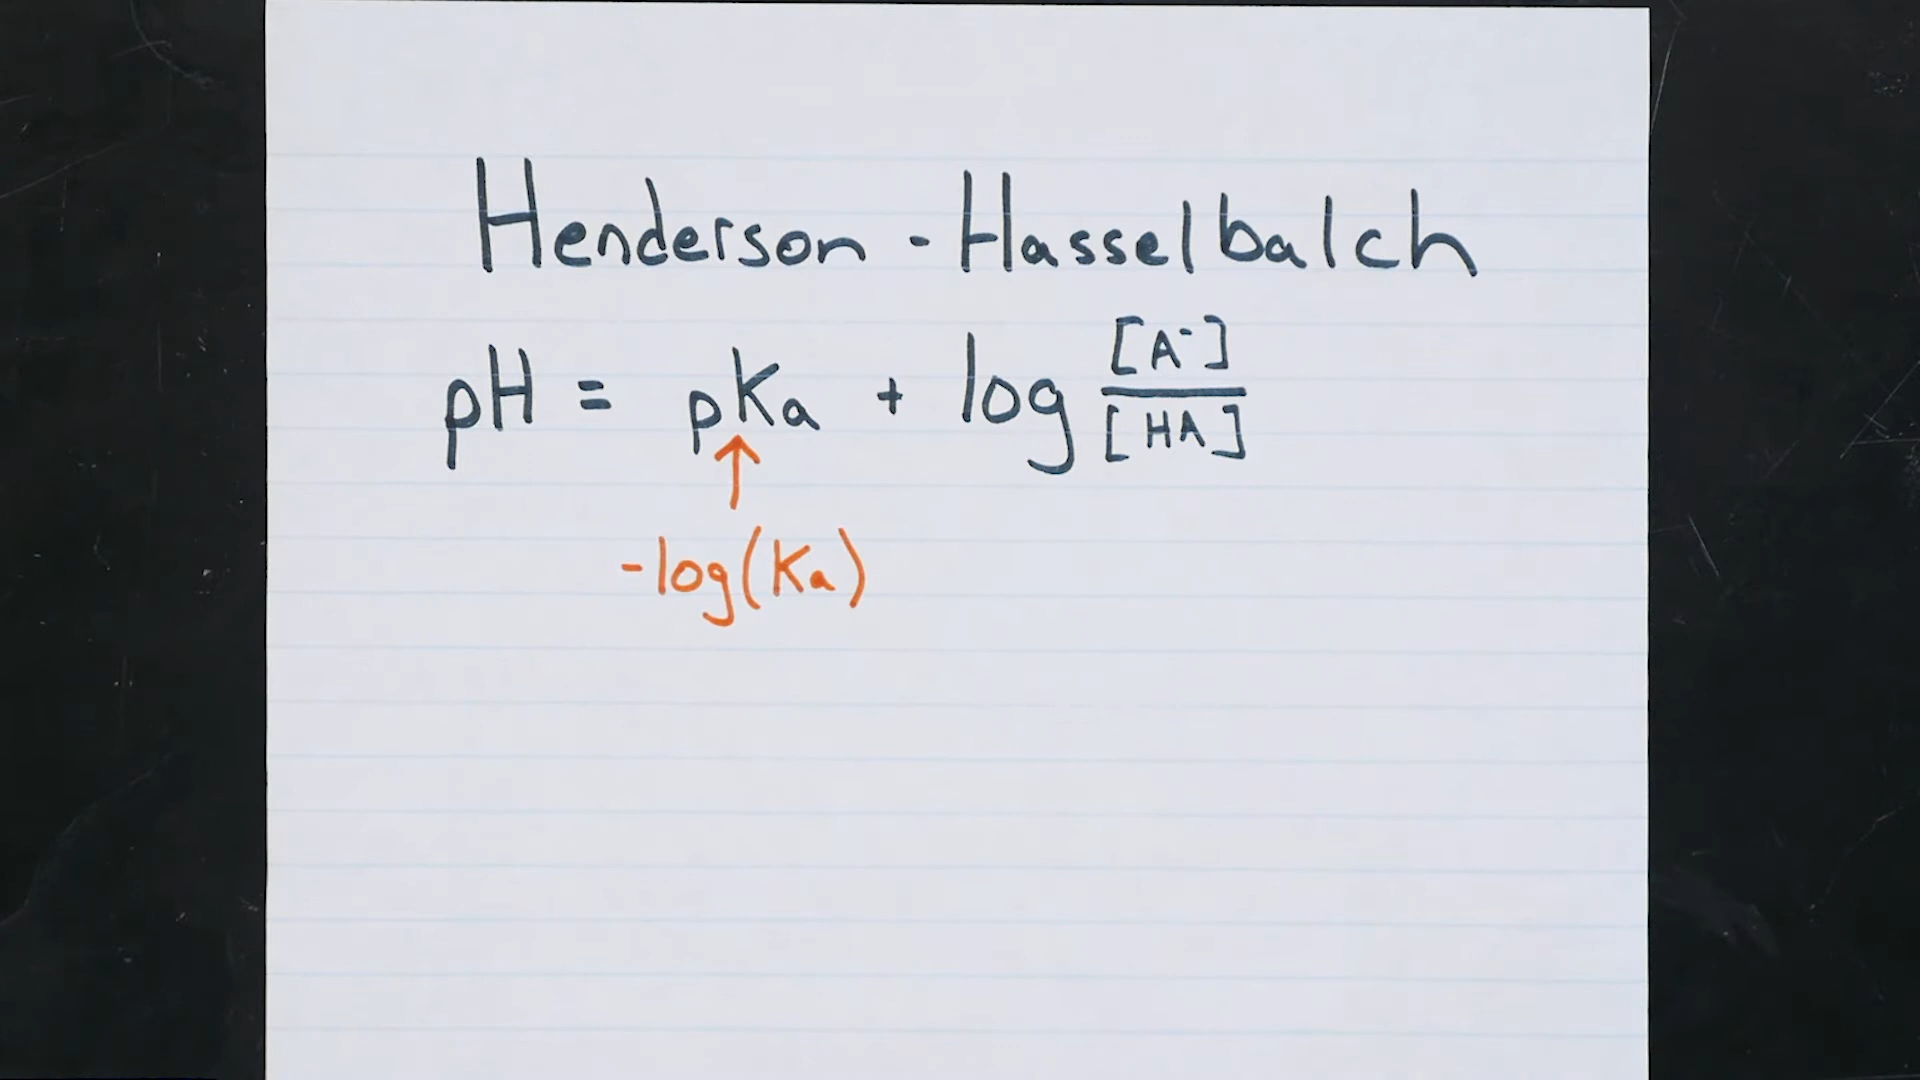 Henderson - Hasselbalch
pH = pKa + log [A⁻] / [HA]
↑
-log(Ka)